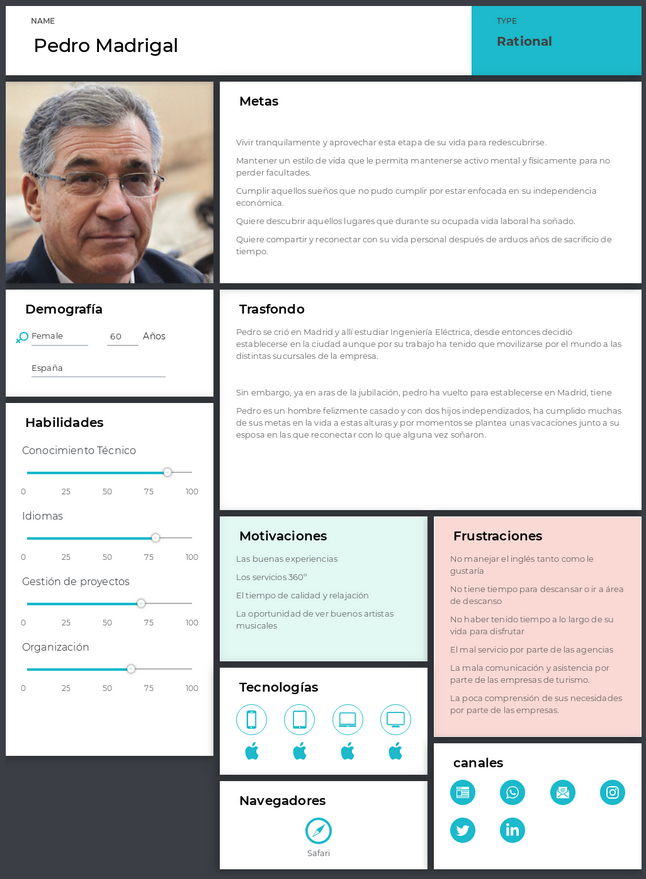 NAME
Pedro Madrigal
TYPE
Rational
Metas
Vivir tranquilamente y aprovechar esta etapa de su vida para redescubrirse.
Mantener un estilo de vida que le permita mantenerse activo mental y físicamente para no
perder facultades.
Cumplir aquellos sueños que no pudo cumplir por estar enfocada en su independencia
económica.
Quiere descubrir aquellos lugares que durante su ocupada vida laboral ha soñado.
Quiere compartir y reconectar con su vida personal después de arduos años de sacrificio de
tiempo.
Demografía
Female
60
Años
España
Trasfondo
Pedro se crió en Madrid y allí estudiar Ingeniería Eléctrica, desde entonces decidió
establecerse en la ciudad aunque por su trabajo ha tenido que movilizarse por el mundo a las
distintas sucursales de la empresa.
Sin embargo, ya en aras de la jubilación, pedro ha vuelto para establecerse en Madrid, tiene
Pedro es un hombre felizmente casado y con dos hijos independizados, ha cumplido muchas
de sus metas en la vida a estas alturas y por momentos se plantea unas vacaciones junto a su
esposa en las que reconectar con lo que alguna vez soñaron.
Habilidades
Conocimiento Técnico
0 25 50 75 100
Idiomas
0 25 50 75 100
Gestión de proyectos
0 25 50 75 100
Organización
0 25 50 75 100
Motivaciones
Las buenas experiencias
Los servicios 360º
El tiempo de calidad y relajación
La oportunidad de ver buenos artistas
musicales
Frustraciones
No manejar el inglés tanto como le
gustaría
No tiene tiempo para descansar o ir a área
de descanso
No haber tenido tiempo a lo largo de su
vida para disfrutar
El mal servicio por parte de las agencias
La mala comunicación y asistencia por
parte de las empresas de turismo.
La poca comprensión de sus necesidades
por parte de las empresas.
Tecnologías
Navegadores
Safari
canales